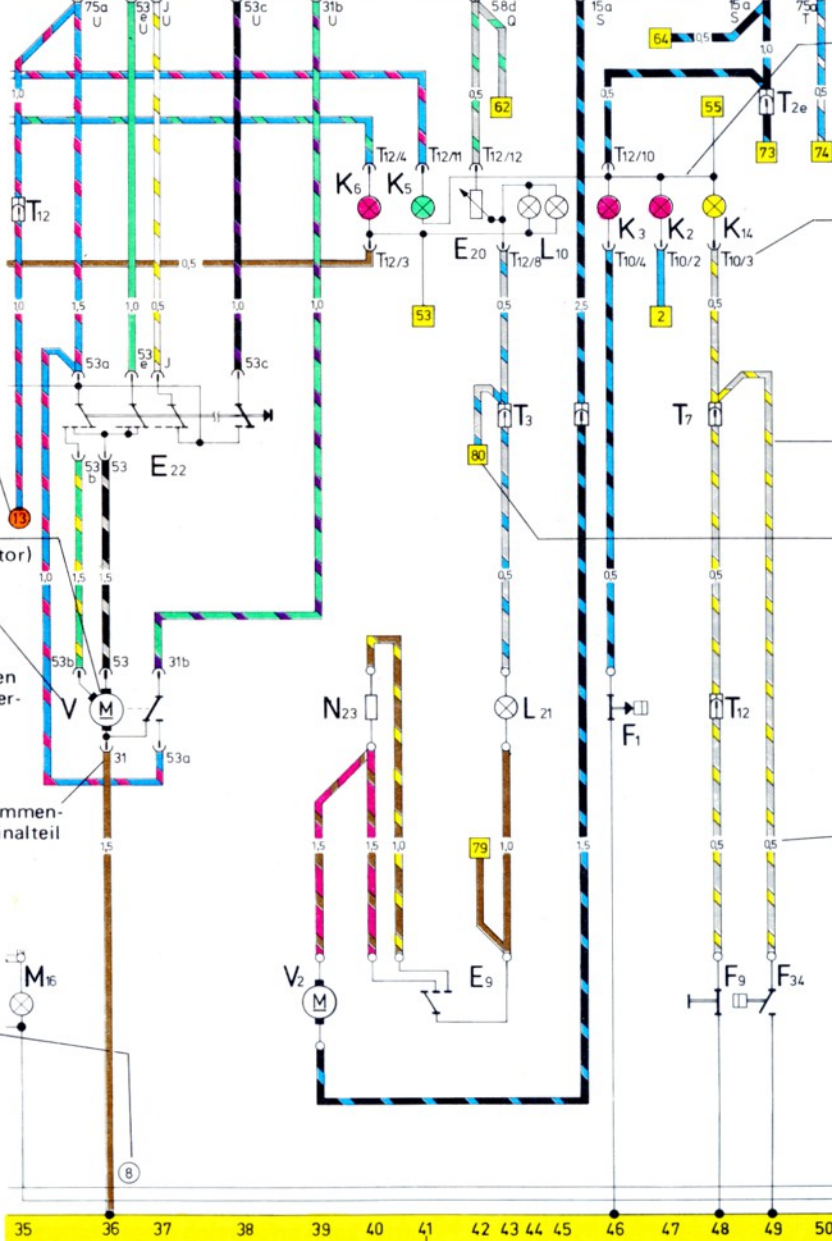 75a 53 J 53c 31b 58d 15a 15a 75a
U e U U U Q S S T
U
64 0,5 1,0
1,0 0,5 62 0,5 55 T2e 0,5
T12/4 T12/11 T12/12 T12/10 73 74
K6 K5
T12 E20 L10 K3 K2 K14
0,5 T12/3 T12/8 T10/4 T10/2 T10/3
1,0 1,5 1,0 0,5 1,0 1,0 53 0,5 2,5 2 0,5
53a 53 J 53c
e
T3 T7
53 53 E22 80
b
13
tor)
1,0 1,5 1,5 0,5 0,5 0,5
53b 53 31b
en
er-
V M N23 L21 F1 T12
31 53a
mmen-
inalteil
1,5 1,5 1,5 1,0 79 1,0 1,5 0,5 0,5
M16 V2 M E9 F9 F34
8
35 36 37 38 39 40 41 42 43 44 45 46 47 48 49 50